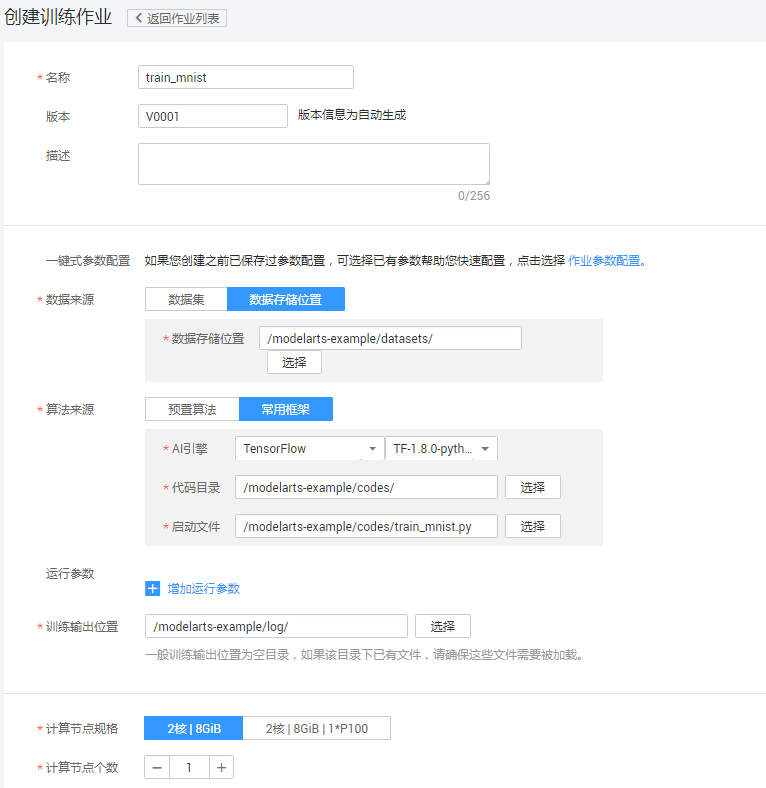 创建训练作业 返回作业列表
* 名称 train_mnist
版本 V0001 版本信息为自动生成
描述
0/256
一键式参数配置 如果您创建之前已保存过参数配置，可选择已有参数帮助您快速配置，点击选择 作业参数配置。
* 数据来源 数据集 数据存储位置
* 数据存储位置 /modelarts-example/datasets/
选择
* 算法来源 预置算法 常用框架
* AI引擎 TensorFlow TF-1.8.0-pyth...
* 代码目录 /modelarts-example/codes/ 选择
* 启动文件 /modelarts-example/codes/train_mnist.py 选择
运行参数
增加运行参数
* 训练输出位置 /modelarts-example/log/ 选择
一般训练输出位置为空目录，如果该目录下已有文件，请确保这些文件需要被加载。
* 计算节点规格 2核 | 8GiB 2核 | 8GiB | 1*P100
* 计算节点个数 − 1 +